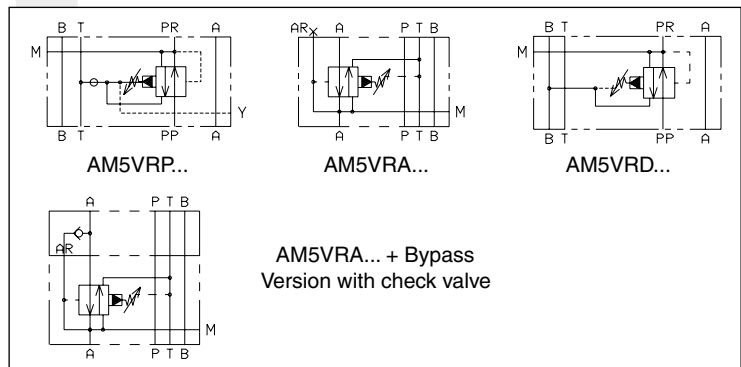 B T PR A
M
Y
B T PP A
AM5VRP...
AR A P T B
M
A P T B
AM5VRA...
B T PR A
M
B T PP A
AM5VRD...
A P T B
AR
M
A P T B
AM5VRA... + Bypass
Version with check valve